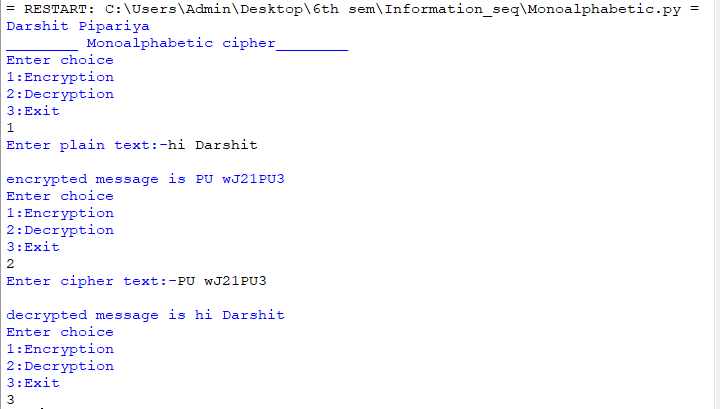 = RESTART: C:\Users\Admin\Desktop\6th sem\Information_seq\Monoalphabetic.py =
Darshit Pipariya
________ Monoalphabetic cipher________
Enter choice
1:Encryption
2:Decryption
3:Exit
1
Enter plain text:-hi Darshit
encrypted message is PU wJ21PU3
Enter choice
1:Encryption
2:Decryption
3:Exit
2
Enter cipher text:-PU wJ21PU3
decrypted message is hi Darshit
Enter choice
1:Encryption
2:Decryption
3:Exit
3